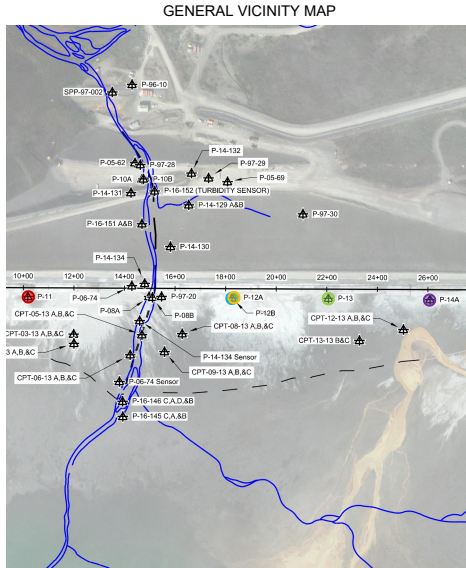 GENERAL VICINITY MAP
P-96-10
SPP-97-002
P-14-132
P-05-62
P-97-28
P-97-29
P-10A
P-10B
P-05-69
P-14-131
P-16-152 (TURBIDITY SENSOR)
P-14-129 A&B
P-97-30
P-16-151 A&B
P-14-130
P-14-134
10+00
12+00
14+00
16+00
18+00
20+00
22+00
24+00
26+00
P-11
P-06-74
P-97-20
P-12A
P-13
P-14A
P-08A
P-08B
P-12B
CPT-05-13 A,B,&C
CPT-08-13 A,B,&C
CPT-12-13 A,B,&C
CPT-03-13 A,B,&C
CPT-13-13 B&C
3 A,B,&C
P-14-134 Sensor
CPT-09-13 A,B,&C
CPT-06-13 A,B,&C
P-06-74 Sensor
P-16-146 C,A,D,&B
P-16-145 C,A,&B